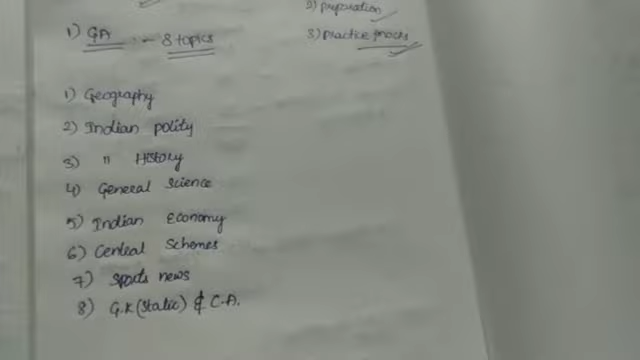 2) preparation
1) GA :- 8 topics
3) practice mocks
1) Geography
2) Indian polity
3) " History
4) General Science
5) Indian Economy
6) Central Schemes
7) Sports news
8) G.K (Static) & C.A.